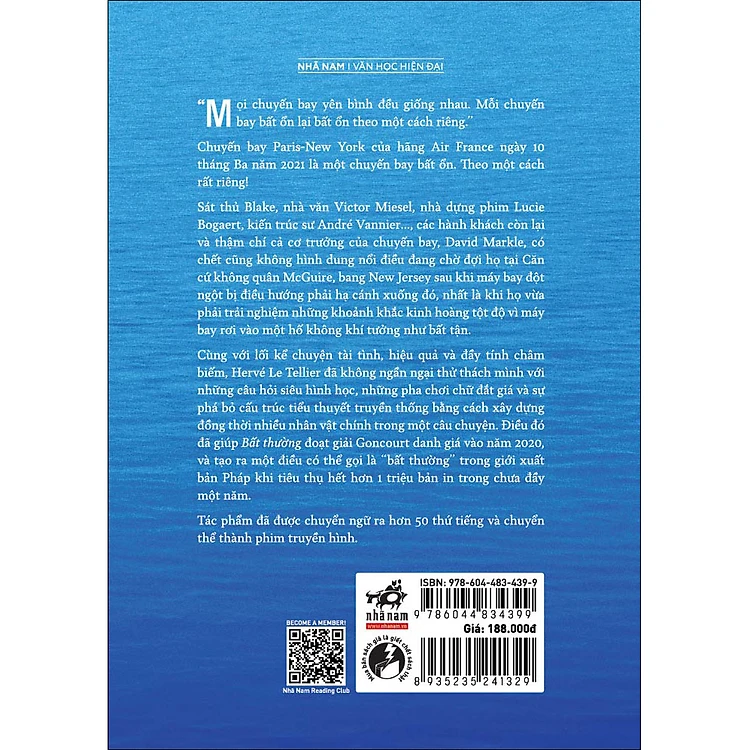 NHÃ NAM | VĂN HỌC HIỆN ĐẠI
“Mọi chuyến bay yên bình đều giống nhau. Mỗi chuyến
bay bất ổn lại bất ổn theo một cách riêng.”
Chuyến bay Paris-New York của hãng Air France ngày 10
tháng Ba năm 2021 là một chuyến bay bất ổn. Theo một cách
rất riêng!
Sát thủ Blake, nhà văn Victor Miesel, nhà dựng phim Lucie
Bogaert, kiến trúc sư André Vannier..., các hành khách còn lại
và thậm chí cả cơ trưởng của chuyến bay, David Markle, có
chết cũng không hình dung nổi điều đang chờ đợi họ tại Căn
cứ không quân McGuire, bang New Jersey sau khi máy bay đột
ngột bị điều hướng phải hạ cánh xuống đó, nhất là khi họ vừa
phải trải nghiệm những khoảnh khắc kinh hoàng tột độ vì máy
bay rơi vào một hố không khí tưởng như bất tận.
Cùng với lối kể chuyện tài tình, hiệu quả và đầy tính châm
biếm, Hervé Le Tellier đã không ngần ngại thử thách mình với
những câu hỏi siêu hình học, những pha chơi chữ đắt giá và sự
phá bỏ cấu trúc tiểu thuyết truyền thống bằng cách xây dựng
đồng thời nhiều nhân vật chính trong một câu chuyện. Điều đó
đã giúp Bất thường đoạt giải Goncourt danh giá vào năm 2020,
và tạo ra một điều có thể gọi là “bất thường” trong giới xuất
bản Pháp khi tiêu thụ hết hơn 1 triệu bản in trong chưa đầy
một năm.
Tác phẩm đã được chuyển ngữ ra hơn 50 thứ tiếng và chuyển
thể thành phim truyền hình.
BECOME A MEMBER!
Nhã Nam Reading Club
nhã nam
www.nhanam.vn
Mua bán sách giả là giết chết sách thật
ISBN: 978-604-483-439-9
9 786044 834399
Giá: 188.000đ
8 935235 241329